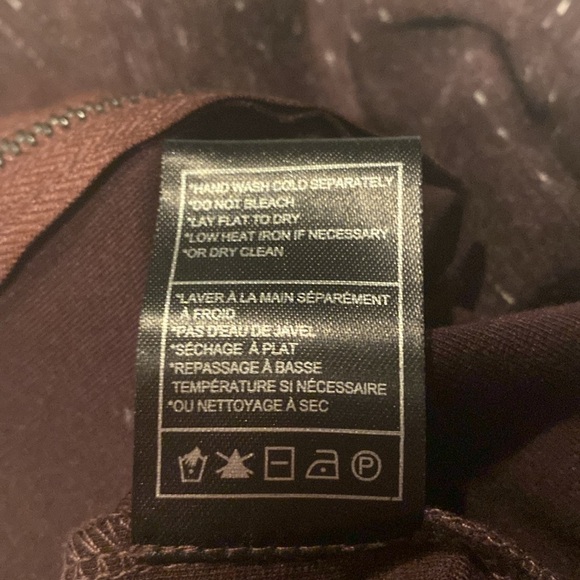 *HAND WASH COLD SEPARATELY
*DO NOT BLEACH
*LAY FLAT TO DRY
*LOW HEAT IRON IF NECESSARY
*OR DRY CLEAN
*LAVER À LA MAIN SÉPARÉMENT
À FROID
*PAS D'EAU DE JAVEL
*SÉCHAGE À PLAT
*REPASSAGE À BASSE
TEMPÉRATURE SI NÉCESSAIRE
*OU NETTOYAGE À SEC
P